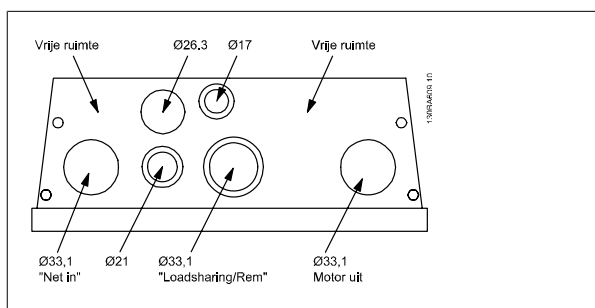 Vrije ruimte Ø26.3 Ø17 Vrije ruimte
130BA609.10
Ø33,1 Ø21 Ø33,1 Ø33,1
"Net in" "Loadsharing/Rem" Motor uit